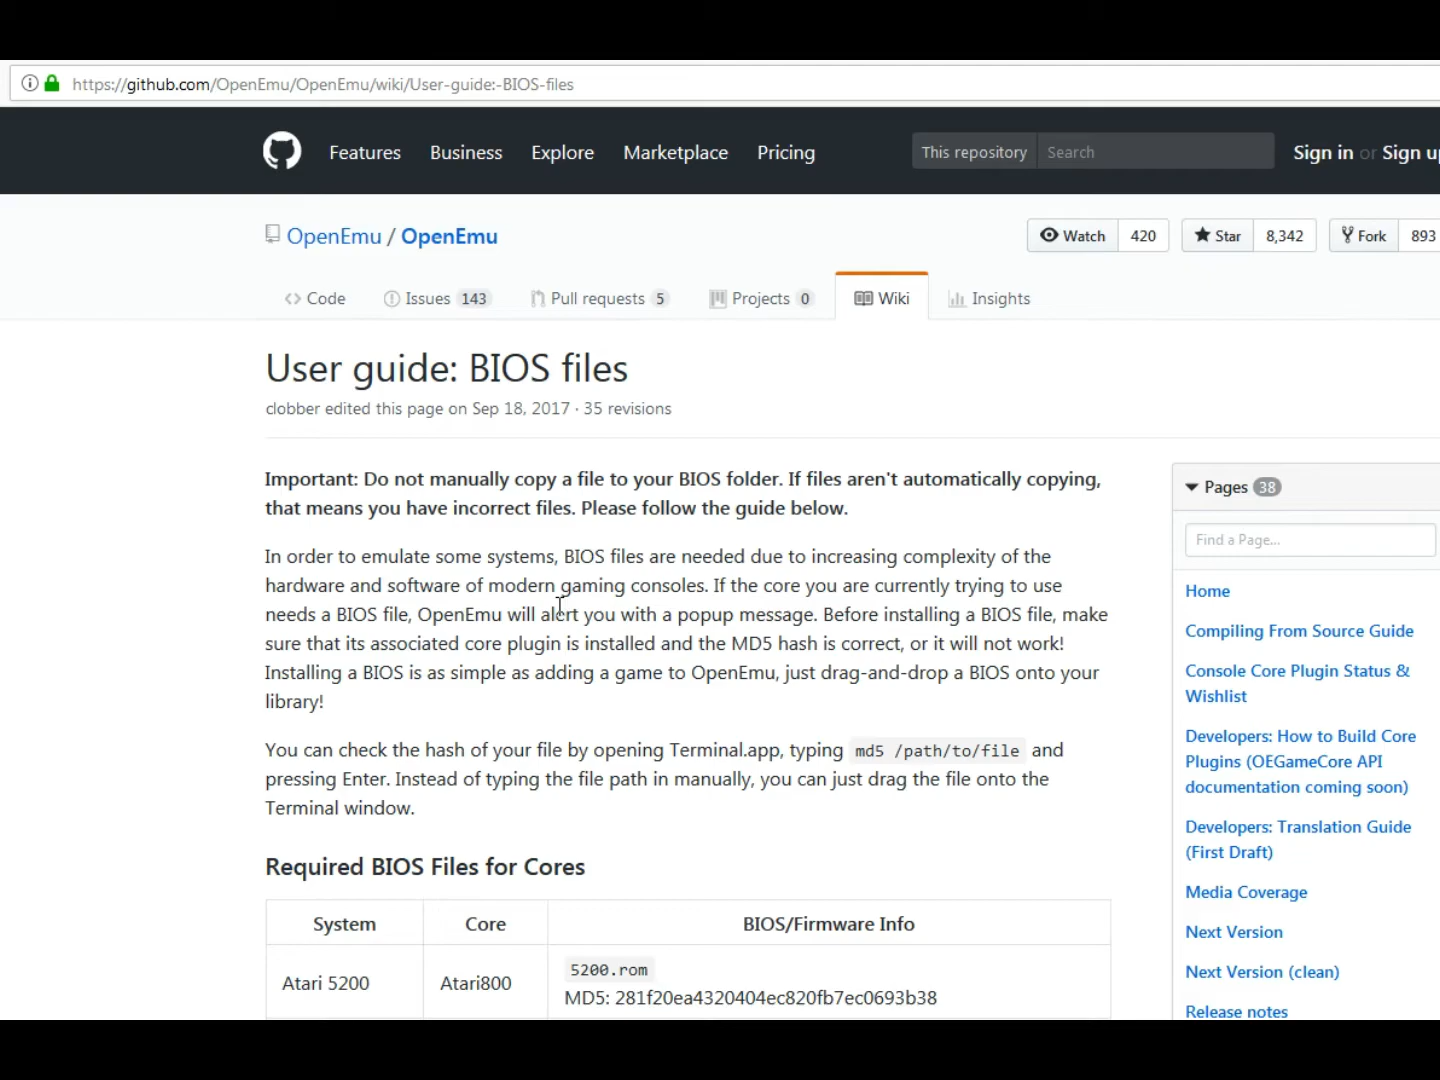 https://github.com/OpenEmu/OpenEmu/wiki/User-guide:-BIOS-files
Features Business Explore Marketplace Pricing This repository Search Sign in or Sign up
OpenEmu / OpenEmu Watch 420 Star 8,342 Fork 893
Code Issues 143 Pull requests 5 Projects 0 Wiki Insights
User guide: BIOS files
clobber edited this page on Sep 18, 2017 · 35 revisions
Important: Do not manually copy a file to your BIOS folder. If files aren't automatically copying,
that means you have incorrect files. Please follow the guide below.
In order to emulate some systems, BIOS files are needed due to increasing complexity of the
hardware and software of modern gaming consoles. If the core you are currently trying to use
needs a BIOS file, OpenEmu will alert you with a popup message. Before installing a BIOS file, make
sure that its associated core plugin is installed and the MD5 hash is correct, or it will not work!
Installing a BIOS is as simple as adding a game to OpenEmu, just drag-and-drop a BIOS onto your
library!
You can check the hash of your file by opening Terminal.app, typing md5 /path/to/file and
pressing Enter. Instead of typing the file path in manually, you can just drag the file onto the
Terminal window.
Required BIOS Files for Cores
System Core BIOS/Firmware Info
Atari 5200 Atari800 5200.rom
MD5: 281f20ea4320404ec820fb7ec0693b38
Pages 38
Find a Page...
Home
Compiling From Source Guide
Console Core Plugin Status &
Wishlist
Developers: How to Build Core
Plugins (OEGameCore API
documentation coming soon)
Developers: Translation Guide
(First Draft)
Media Coverage
Next Version
Next Version (clean)
Release notes